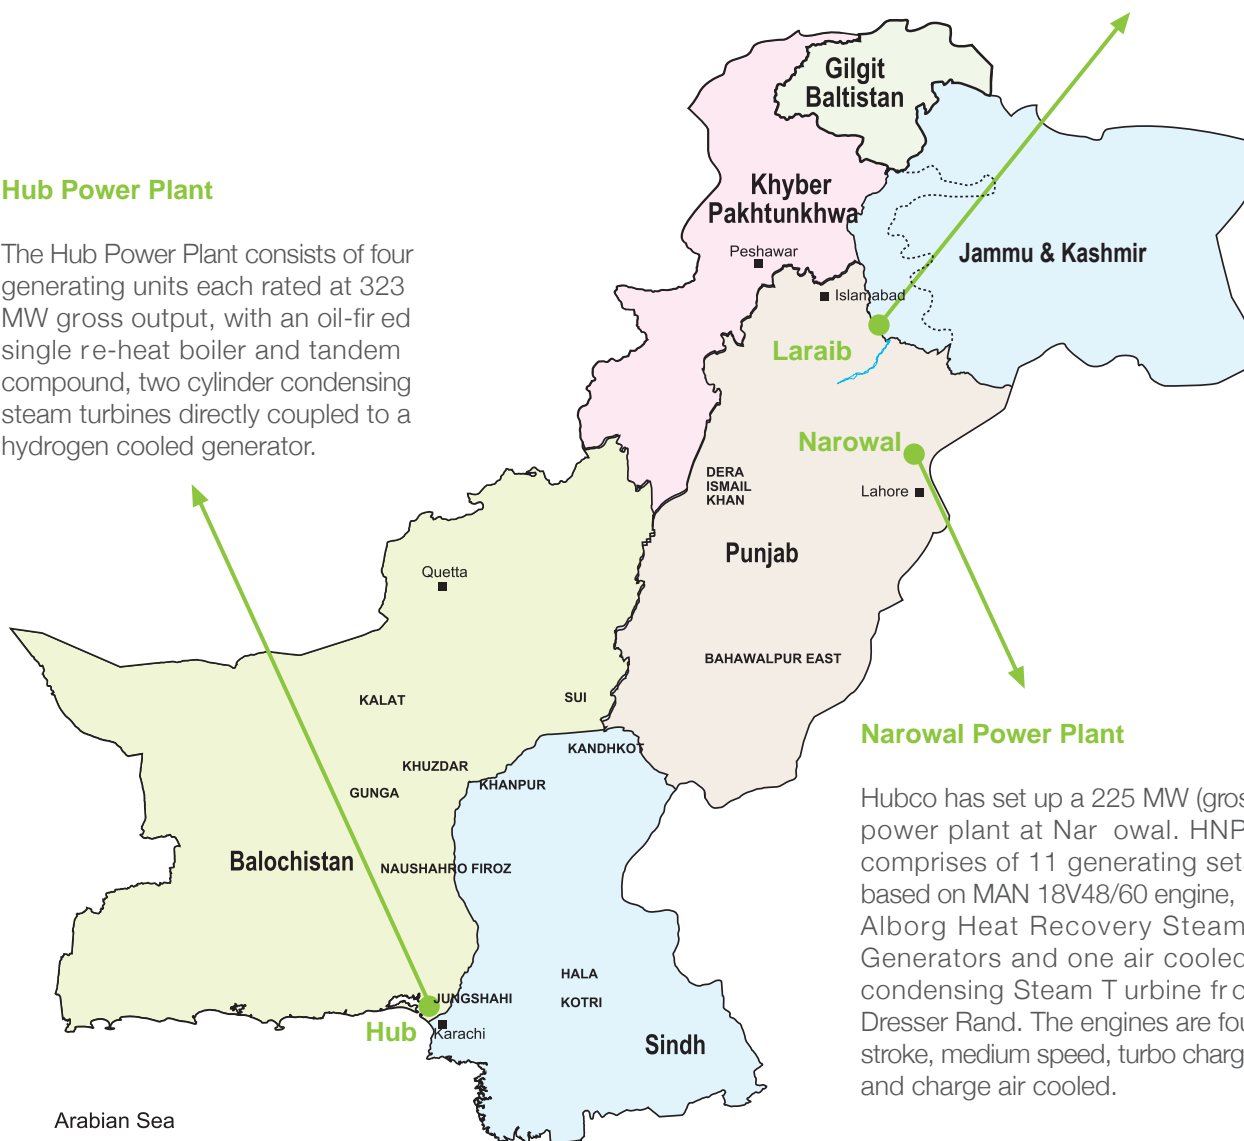 Gilgit
Baltistan
Hub Power Plant
Khyber
Pakhtunkhwa
The Hub Power Plant consists of four
generating units each rated at 323
MW gross output, with an oil-fir ed
single re-heat boiler and tandem
compound, two cylinder condensing
steam turbines directly coupled to a
hydrogen cooled generator.
Peshawar
Jammu & Kashmir
Islamabad
Laraib
Narowal
DERA
ISMAIL
KHAN
Lahore
Punjab
Quetta
BAHAWALPUR EAST
KALAT
SUI
KANDHKOT
KHUZDAR
KHANPUR
GUNGA
Balochistan
NAUSHAHRO FIROZ
HALA
JUNGSHAHI
KOTRI
Hub
Karachi
Sindh
Arabian Sea
Narowal Power Plant
Hubco has set up a 225 MW (gros
power plant at Nar owal. HNP
comprises of 11 generating set
based on MAN 18V48/60 engine,
Alborg Heat Recovery Steam
Generators and one air cooled
condensing Steam T urbine fro
Dresser Rand. The engines are fou
stroke, medium speed, turbo charg
and charge air cooled.